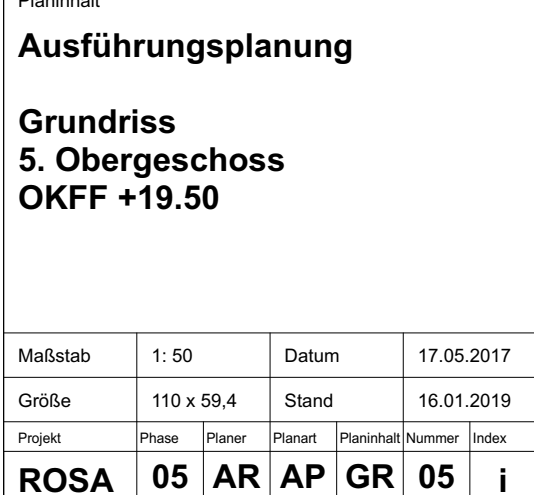 Planinhalt
Ausführungsplanung
Grundriss
5. Obergeschoss
OKFF +19.50
Maßstab 1: 50 Datum 17.05.2017
Größe 110 x 59,4 Stand 16.01.2019
Projekt Phase Planer Planart Planinhalt Nummer Index
ROSA 05 AR AP GR 05 i